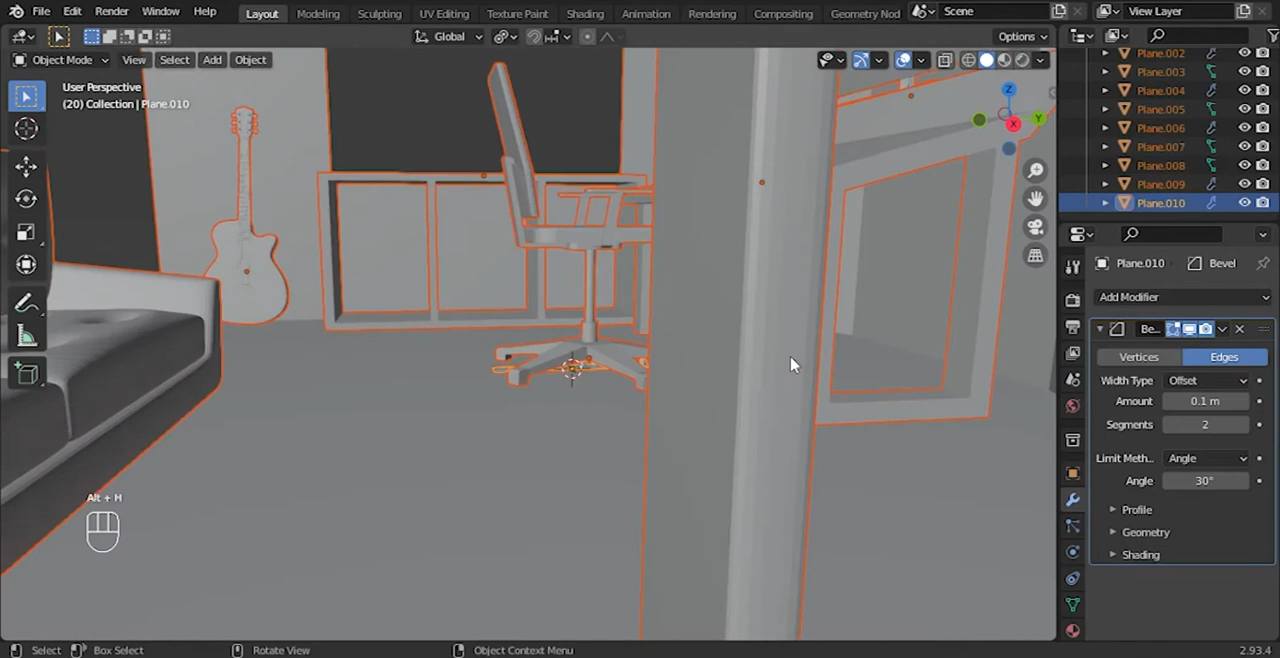 File Edit Render Window Help Layout Modeling Sculpting UV Editing Texture Paint Shading Animation Rendering Compositing Geometry Nod Scene View Layer
Global Options
Object Mode View Select Add Object
User Perspective
(20) Collection | Plane.010
Z
Y
X
Plane.002
Plane.003
Plane.004
Plane.005
Plane.006
Plane.007
Plane.008
Plane.009
Plane.010
Plane.010 Bevel
Add Modifier
Be...
Vertices Edges
Width Type Offset
Amount 0.1 m
Segments 2
Limit Meth... Angle
Angle 30°
Profile
Geometry
Shading
Alt + H
Select Box Select Rotate View Object Context Menu 2.93.4